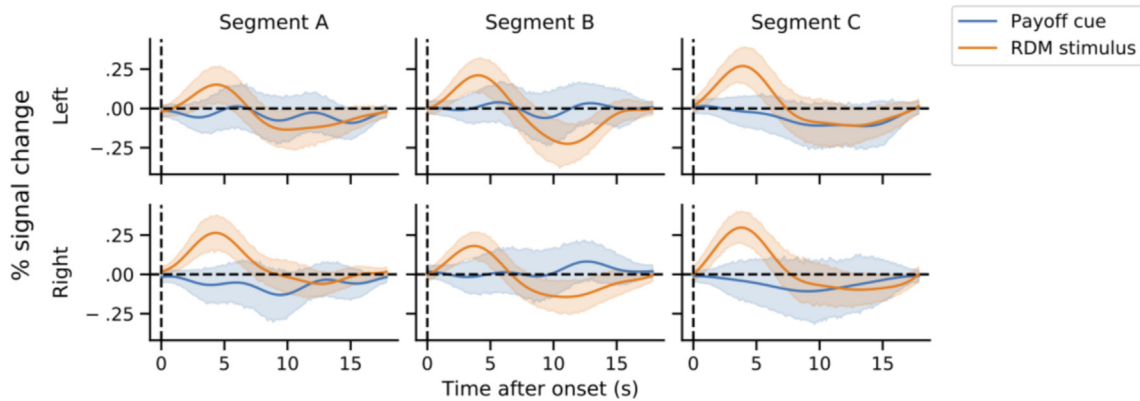 Segment A Segment B Segment C
Payoff cue
RDM stimulus
% signal change
Left
.25
.00
− .25
Right
.25
.00
− .25
0 5 10 15 0 5 10 15 0 5 10 15
Time after onset (s)